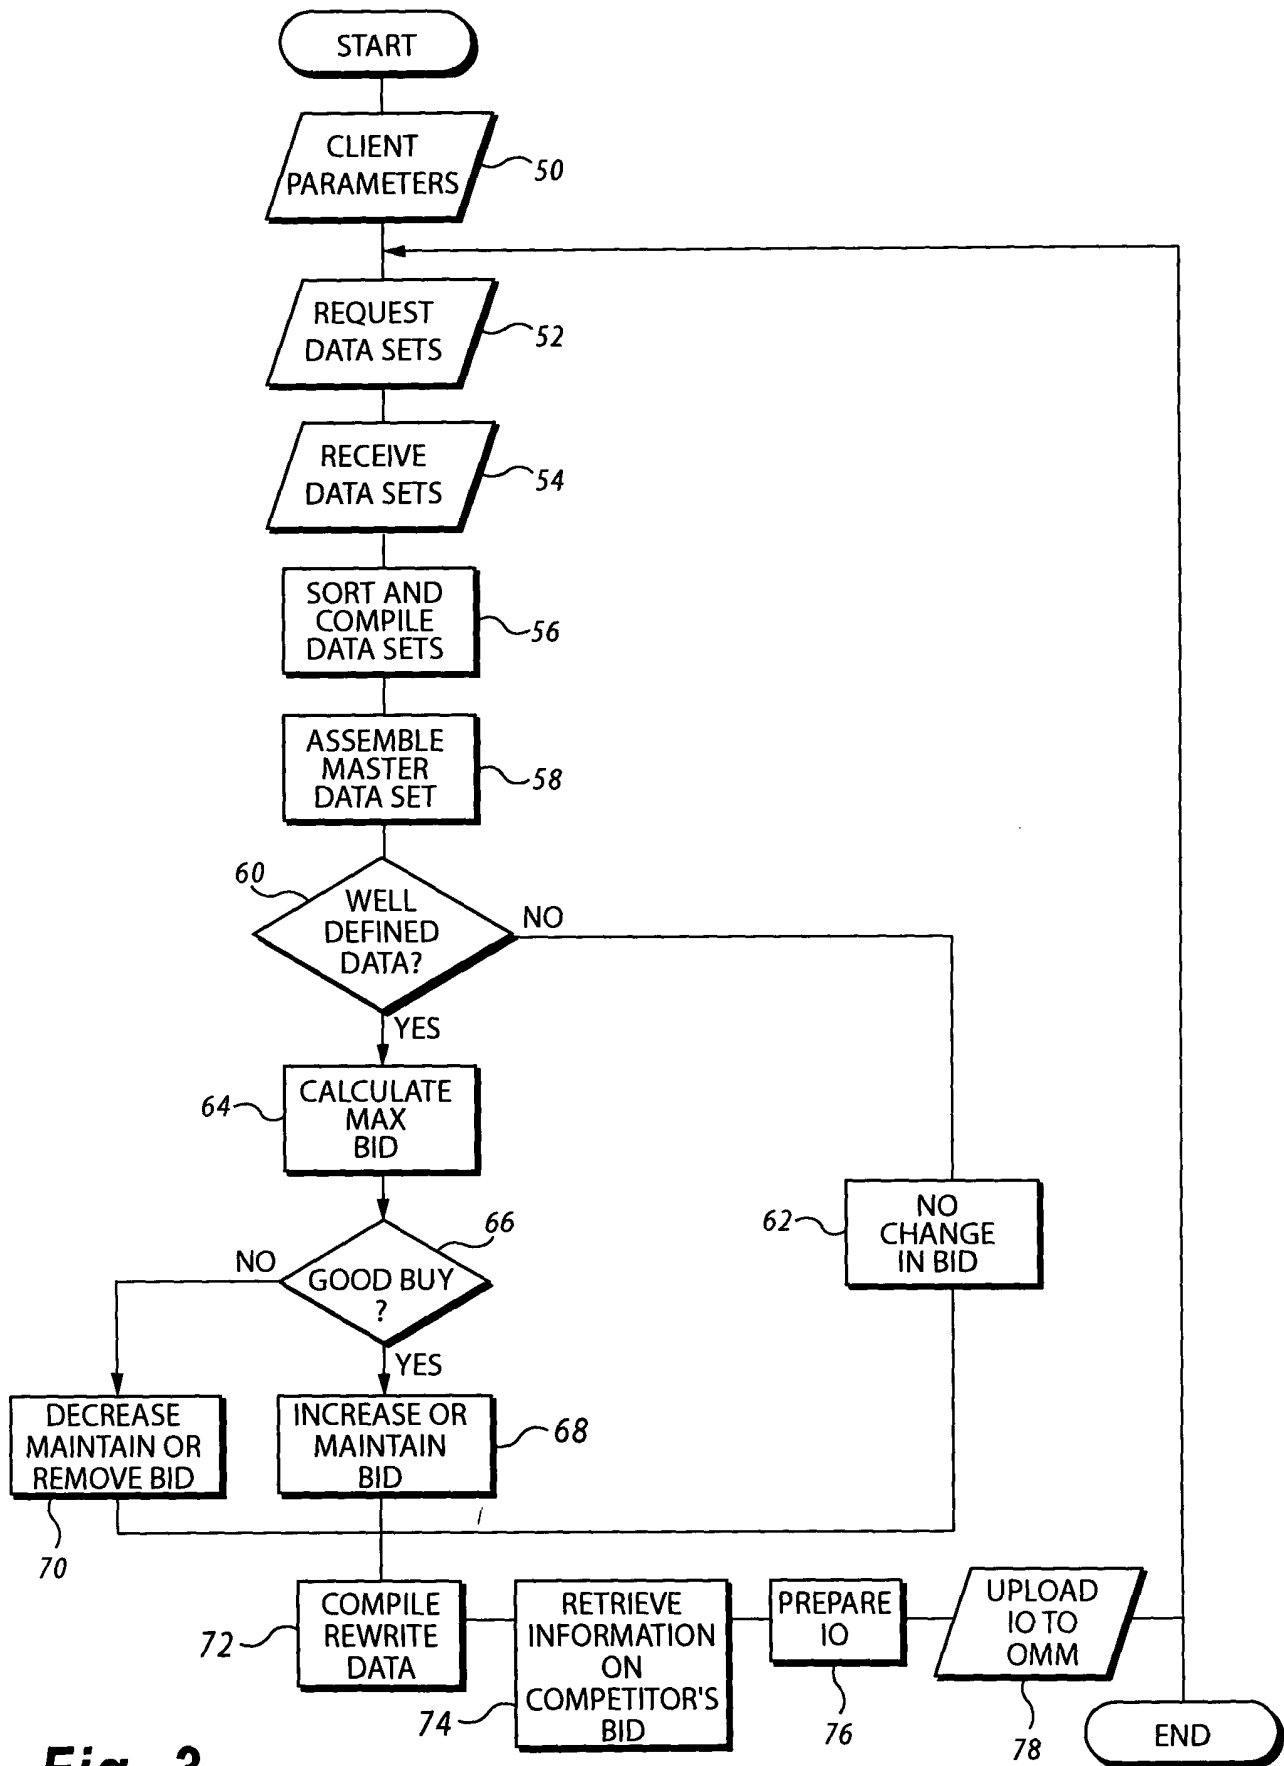 START
CLIENT
PARAMETERS
50
REQUEST
DATA SETS
52
RECEIVE
DATA SETS
54
SORT AND
COMPILE
DATA SETS
56
ASSEMBLE
MASTER
DATA SET
58
60
WELL
DEFINED
DATA?
NO
YES
64
CALCULATE
MAX
BID
62
NO
CHANGE
IN BID
66
NO
GOOD BUY
?
YES
DECREASE
MAINTAIN OR
REMOVE BID
70
INCREASE OR
MAINTAIN
BID
68
72
COMPILE
REWRITE
DATA
74
RETRIEVE
INFORMATION
ON
COMPETITOR'S
BID
PREPARE
IO
76
UPLOAD
IO TO
OMM
78
END
Fig. 3